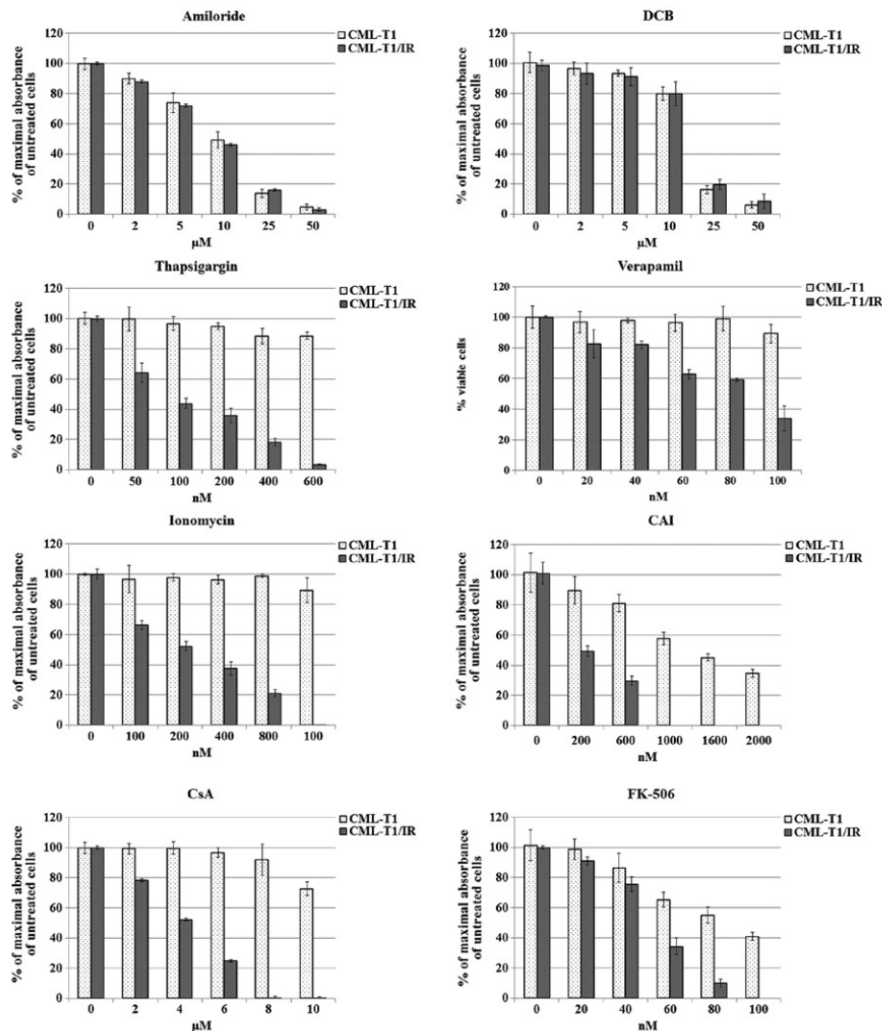 Amiloride
CML-T1
CML-T1/IR
% of maximal absorbance
of untreated cells
120
100
80
60
40
20
0
0 2 5 10 25 50
µM
DCB
CML-T1
CML-T1/IR
% of maximal absorbance
of untreated cells
120
100
80
60
40
20
0
0 2 5 10 25 50
µM
Thapsigargin
CML-T1
CML-T1/IR
% of maximal absorbance
of untreated cells
120
100
80
60
40
20
0
0 50 100 200 400 600
nM
Verapamil
CML-T1
CML-T1/IR
% viable cells
120
100
80
60
40
20
0
0 20 40 60 80 100
nM
Ionomycin
CML-T1
CML-T1/IR
% of maximal absorbance
of untreated cells
120
100
80
60
40
20
0
0 100 200 400 800 100
nM
CAI
CML-T1
CML-T1/IR
% of maximal absorbance
of untreated cells
120
100
80
60
40
20
0
0 200 600 1000 1600 2000
nM
CsA
CML-T1
CML-T1/IR
% of maximal absorbance
of untreated cells
120
100
80
60
40
20
0
0 2 4 6 8 10
µM
FK-506
CML-T1
CML-T1/IR
% of maximal absorbance
of untreated cells
120
100
80
60
40
20
0
0 20 40 60 80 100
nM